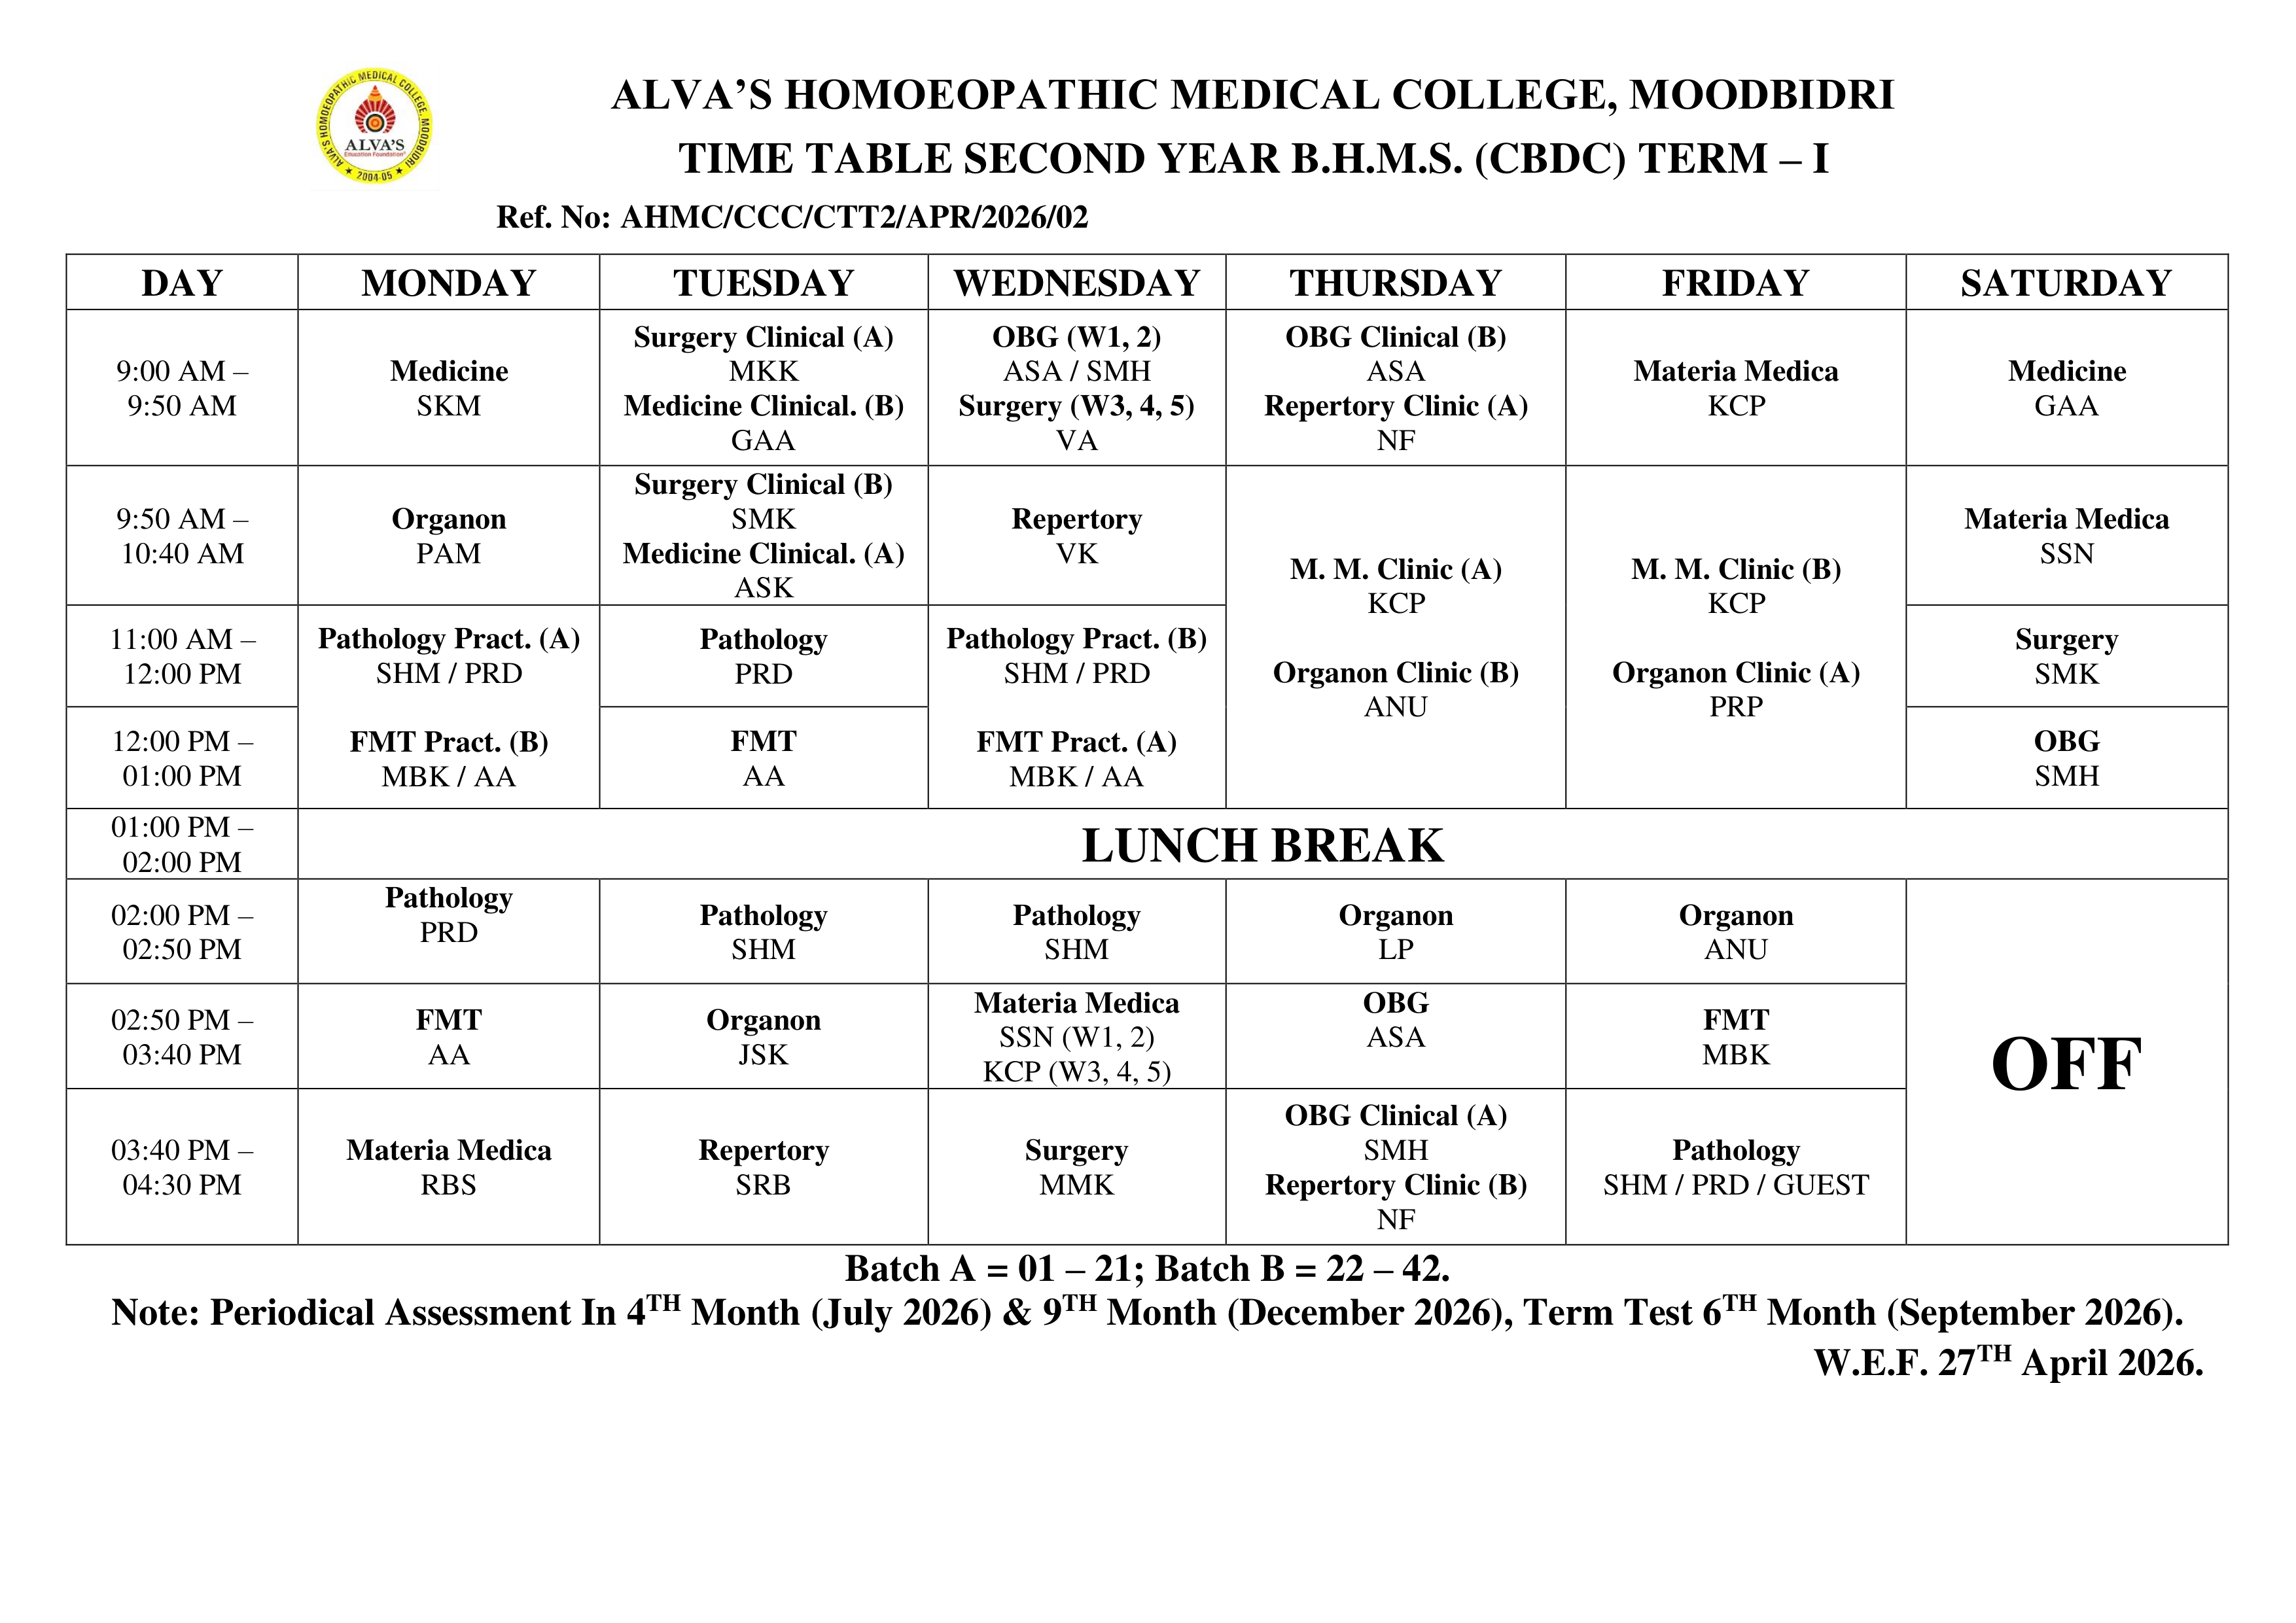 ALVA'S HOMOEOPATHIC MEDICAL COLLEGE, MOODBIDRI
★ 2004-05 ★
ALVA'S
Education Foundation®
ALVA’S HOMOEOPATHIC MEDICAL COLLEGE, MOODBIDRI
TIME TABLE SECOND YEAR B.H.M.S. (CBDC) TERM – I
Ref. No: AHMC/CCC/CTT2/APR/2026/02
DAY MONDAY TUESDAY WEDNESDAY THURSDAY FRIDAY SATURDAY
9:00 AM –
9:50 AM
Medicine
SKM
Surgery Clinical (A)
MKK
Medicine Clinical. (B)
GAA
OBG (W1, 2)
ASA / SMH
Surgery (W3, 4, 5)
VA
OBG Clinical (B)
ASA
Repertory Clinic (A)
NF
Materia Medica
KCP
Medicine
GAA
9:50 AM –
10:40 AM
Organon
PAM
Surgery Clinical (B)
SMK
Medicine Clinical. (A)
ASK
Repertory
VK
M. M. Clinic (A)
KCP
Organon Clinic (B)
ANU
M. M. Clinic (B)
KCP
Organon Clinic (A)
PRP
Materia Medica
SSN
11:00 AM –
12:00 PM
Pathology Pract. (A)
SHM / PRD
FMT Pract. (B)
MBK / AA
Pathology
PRD
Pathology Pract. (B)
SHM / PRD
FMT Pract. (A)
MBK / AA
Surgery
SMK
12:00 PM –
01:00 PM
FMT
AA
OBG
SMH
01:00 PM –
02:00 PM
LUNCH BREAK
02:00 PM –
02:50 PM
Pathology
PRD
Pathology
SHM
Pathology
SHM
Organon
LP
Organon
ANU
OFF
02:50 PM –
03:40 PM
FMT
AA
Organon
JSK
Materia Medica
SSN (W1, 2)
KCP (W3, 4, 5)
OBG
ASA
FMT
MBK
03:40 PM –
04:30 PM
Materia Medica
RBS
Repertory
SRB
Surgery
MMK
OBG Clinical (A)
SMH
Repertory Clinic (B)
NF
Pathology
SHM / PRD / GUEST
Batch A = 01 – 21; Batch B = 22 – 42.
Note: Periodical Assessment In 4TH Month (July 2026) & 9TH Month (December 2026), Term Test 6TH Month (September 2026).
W.E.F. 27TH April 2026.